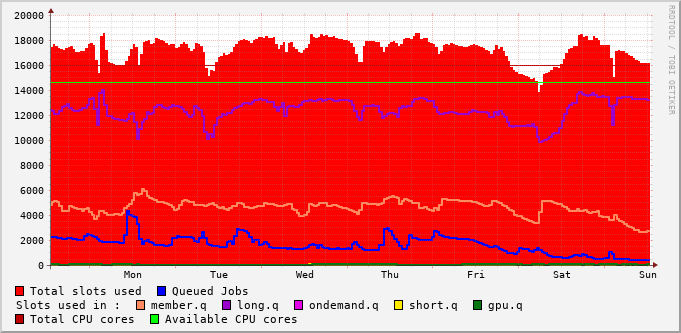 20000
18000
16000
14000
12000
10000
8000
6000
4000
2000
0
Mon Tue Wed Thu Fri Sat Sun
Total slots used Queued Jobs
Slots used in : member.q long.q ondemand.q short.q gpu.q
Total CPU cores Available CPU cores
RRDTOOL / TOBI OETIKER